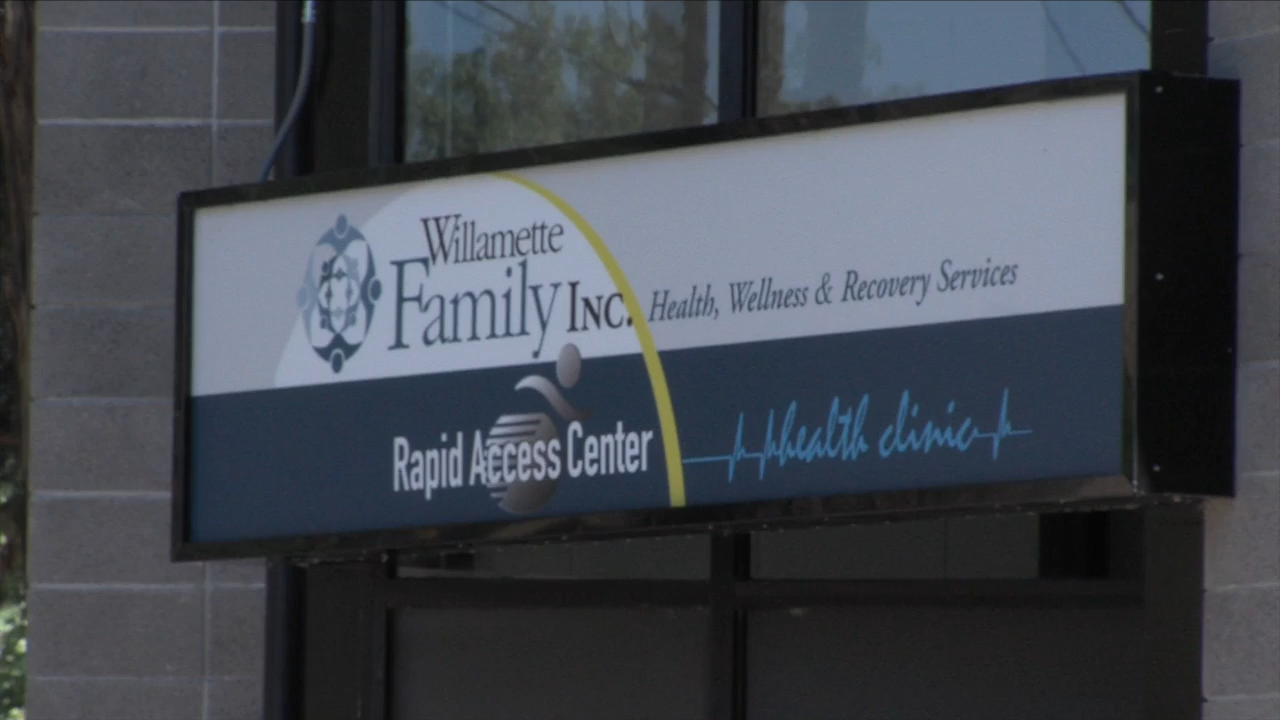 Willamette
Family Inc.
Health, Wellness & Recovery Services
Rapid Access Center
health clinic